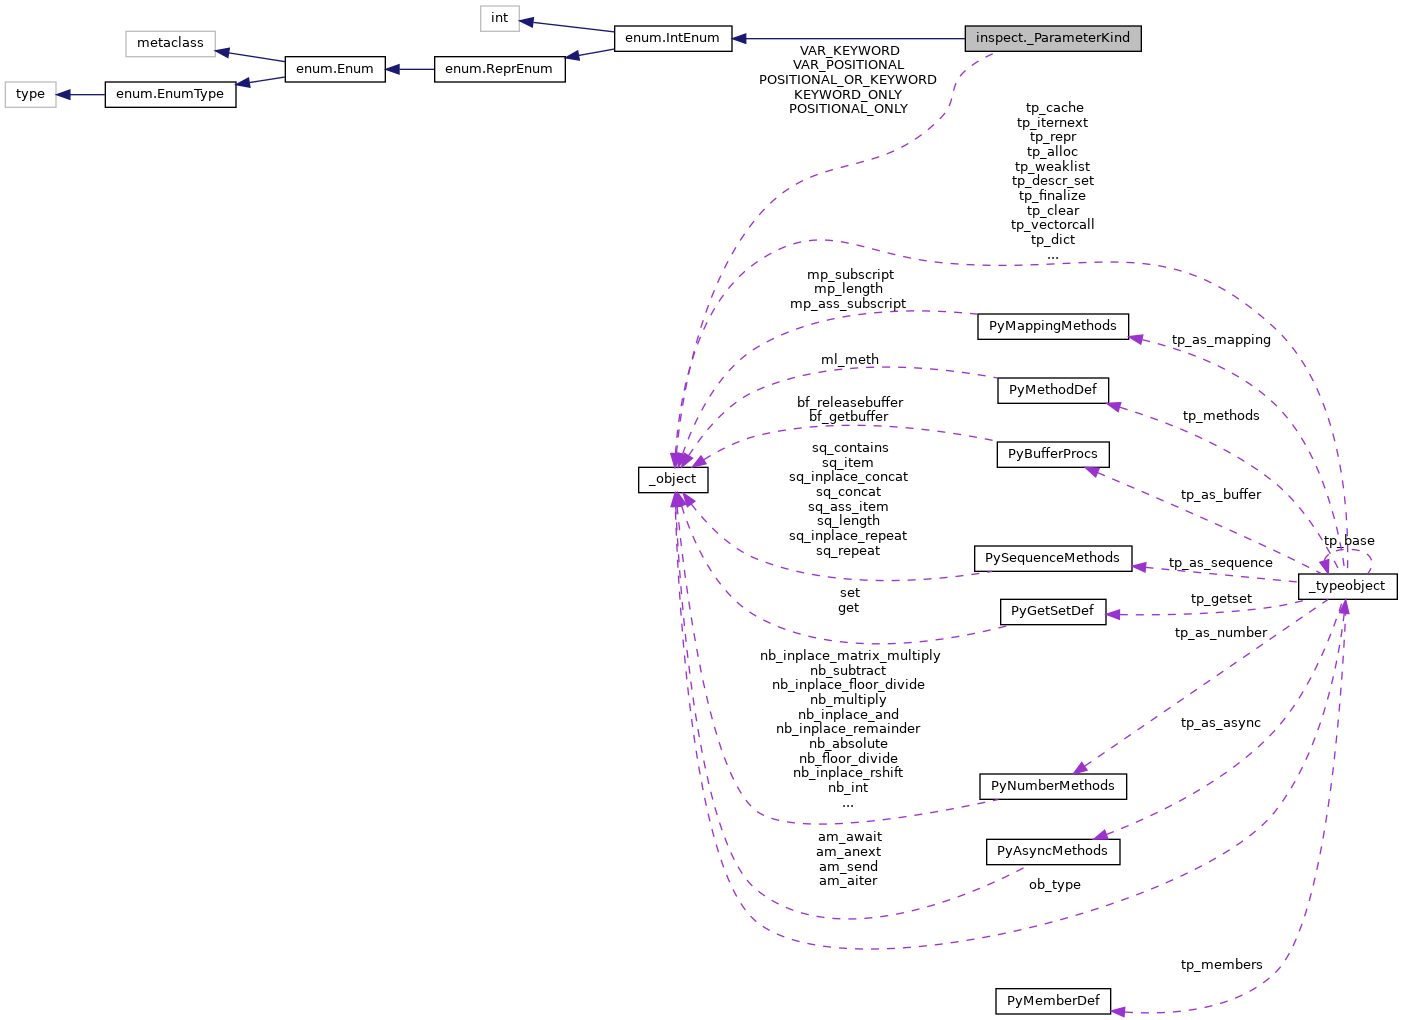 int
metaclass
type
enum.EnumType
enum.Enum
enum.ReprEnum
enum.IntEnum
inspect._ParameterKind
VAR_KEYWORD
VAR_POSITIONAL
POSITIONAL_OR_KEYWORD
KEYWORD_ONLY
POSITIONAL_ONLY
tp_cache
tp_iternext
tp_repr
tp_alloc
tp_weaklist
tp_descr_set
tp_finalize
tp_clear
tp_vectorcall
tp_dict
...
mp_subscript
mp_length
mp_ass_subscript
PyMappingMethods
tp_as_mapping
ml_meth
PyMethodDef
tp_methods
bf_releasebuffer
bf_getbuffer
PyBufferProcs
tp_as_buffer
_object
sq_contains
sq_item
sq_inplace_concat
sq_concat
sq_ass_item
sq_length
sq_inplace_repeat
sq_repeat
PySequenceMethods
tp_as_sequence
tp_base
_typeobject
set
get
PyGetSetDef
tp_getset
tp_as_number
nb_inplace_matrix_multiply
nb_subtract
nb_inplace_floor_divide
nb_multiply
nb_inplace_and
nb_inplace_remainder
nb_absolute
nb_floor_divide
nb_inplace_rshift
nb_int
...
PyNumberMethods
tp_as_async
am_await
am_anext
am_send
am_aiter
PyAsyncMethods
ob_type
tp_members
PyMemberDef